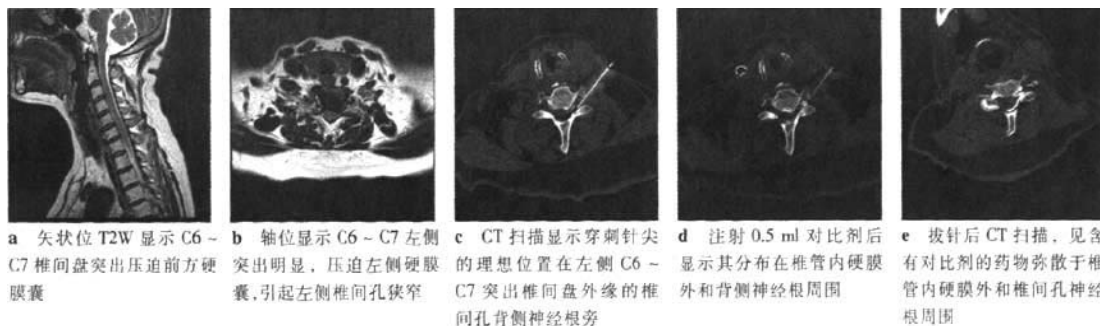 a 矢状位 T2W 显示 C6 ~
C7 椎间盘突出压迫前方硬
膜囊
b 轴位显示 C6 ~ C7 左侧
突出明显，压迫左侧硬膜
囊,引起左侧椎间孔狭窄
c CT 扫描显示穿刺针尖
的理想位置在左侧 C6 ~
C7 突出椎间盘外缘的椎
间孔背侧神经根旁
d 注射 0.5 ml 对比剂后
显示其分布在椎管内硬膜
外和背侧神经根周围
e 拔针后 CT 扫描，见含
有对比剂的药物弥散于椎
管内硬膜外和椎间孔神经
根周围